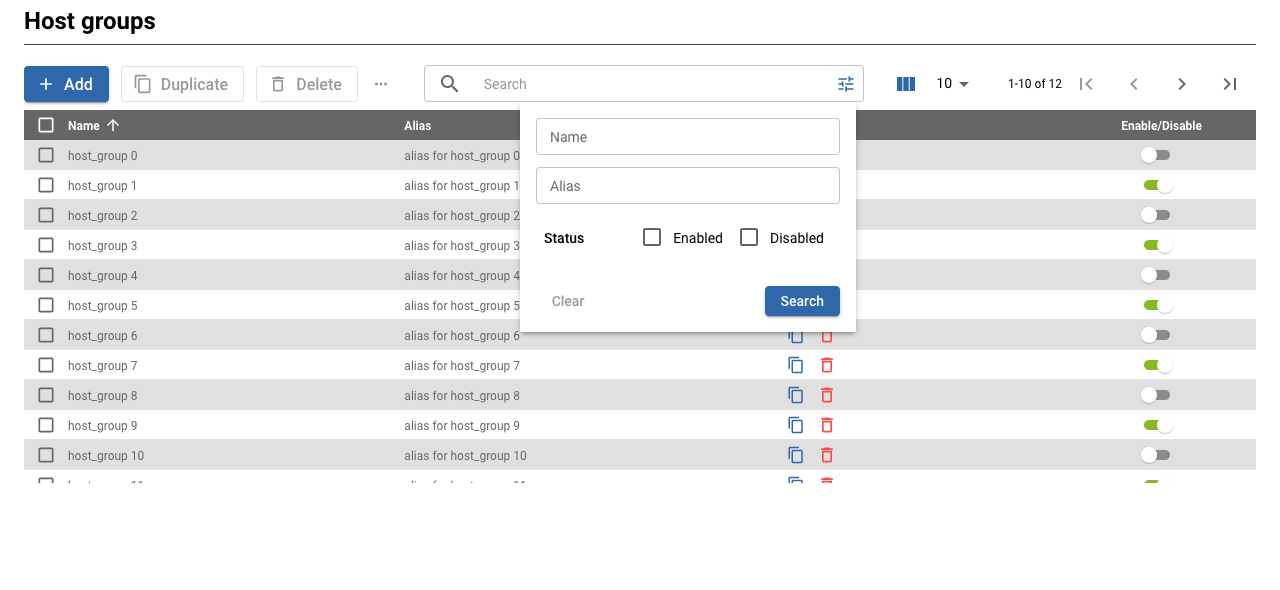 Host groups
Add Duplicate Delete ... Search 10 1-10 of 12
Name Alias Enable/Disable
Name
Alias
Status Enabled Disabled
Clear Search
host_group 0 alias for host_group 0
host_group 1 alias for host_group 1
host_group 2 alias for host_group 2
host_group 3 alias for host_group 3
host_group 4 alias for host_group 4
host_group 5 alias for host_group 5
host_group 6 alias for host_group 6
host_group 7 alias for host_group 7
host_group 8 alias for host_group 8
host_group 9 alias for host_group 9
host_group 10 alias for host_group 10